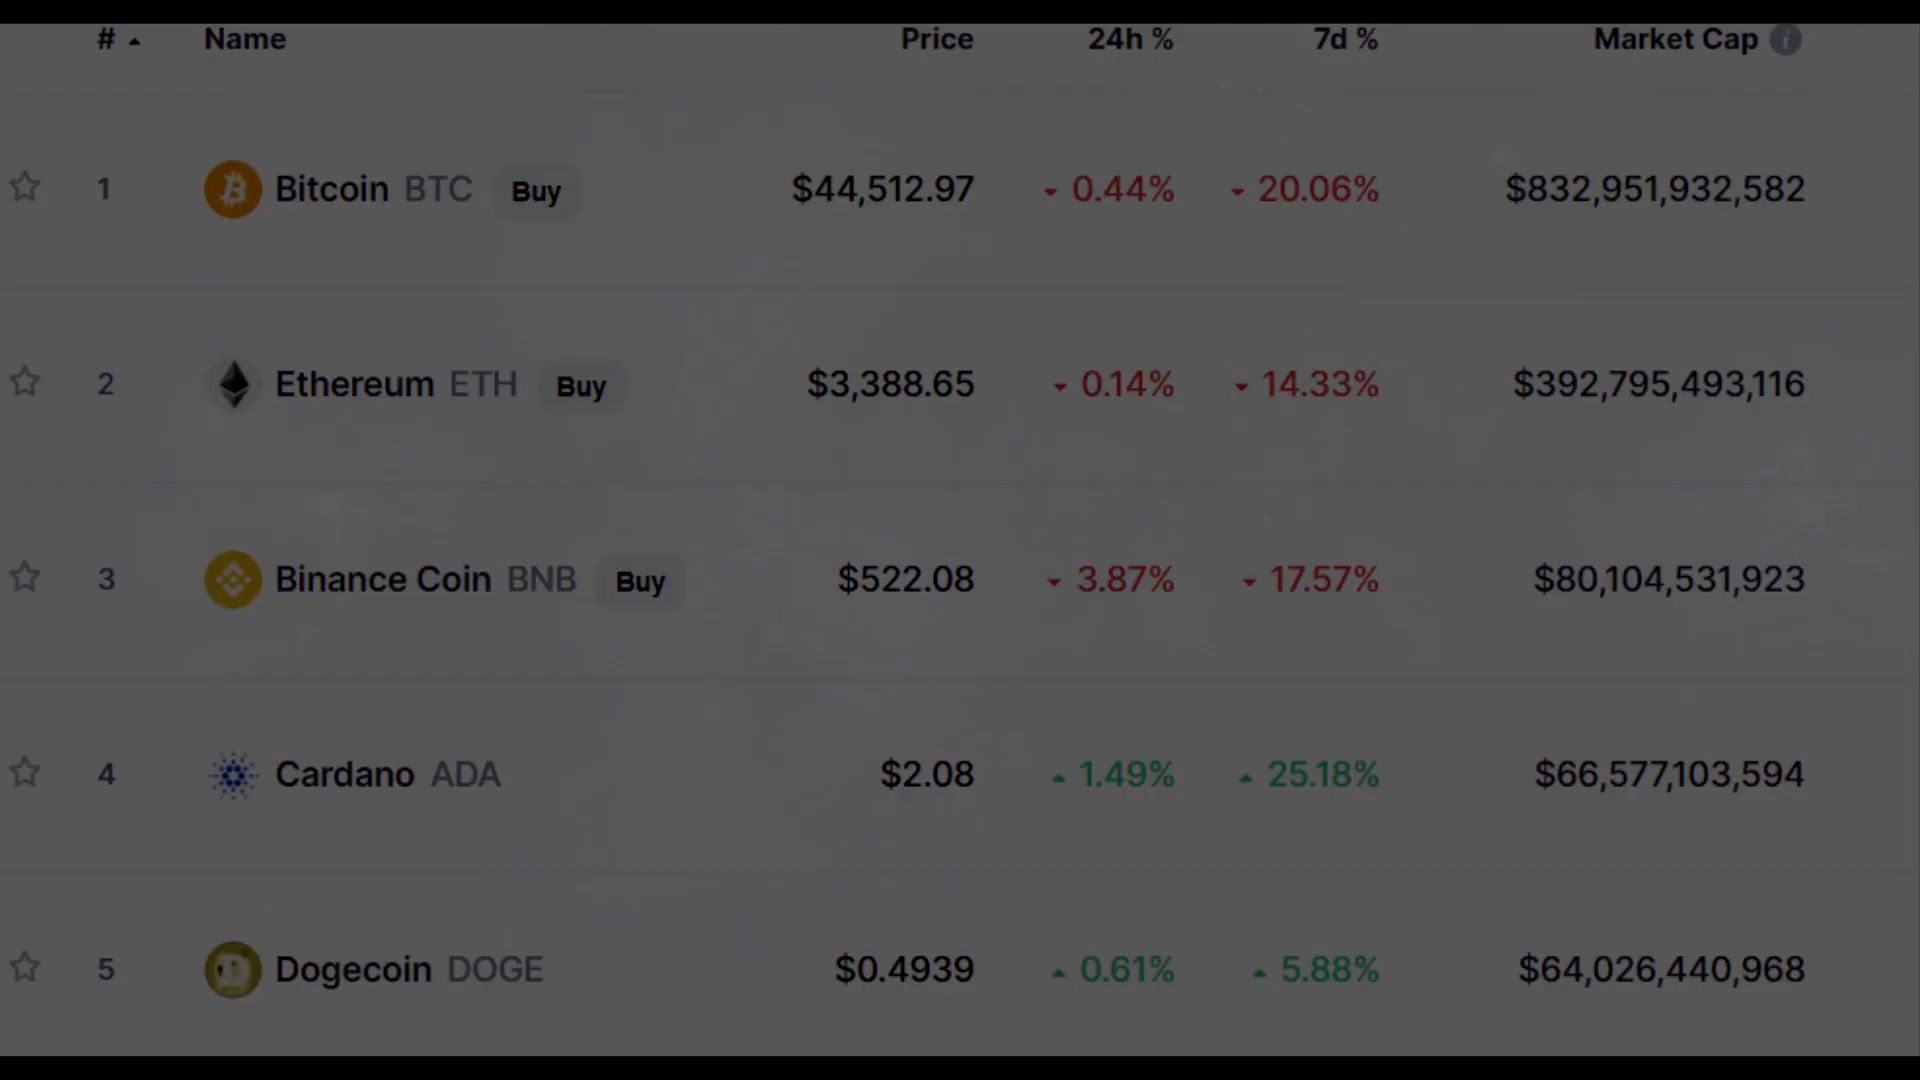 # Name Price 24h % 7d % Market Cap i
1 Bitcoin BTC Buy $44,512.97 0.44% 20.06% $832,951,932,582
2 Ethereum ETH Buy $3,388.65 0.14% 14.33% $392,795,493,116
3 Binance Coin BNB Buy $522.08 3.87% 17.57% $80,104,531,923
4 Cardano ADA $2.08 1.49% 25.18% $66,577,103,594
5 Dogecoin DOGE $0.4939 0.61% 5.88% $64,026,440,968